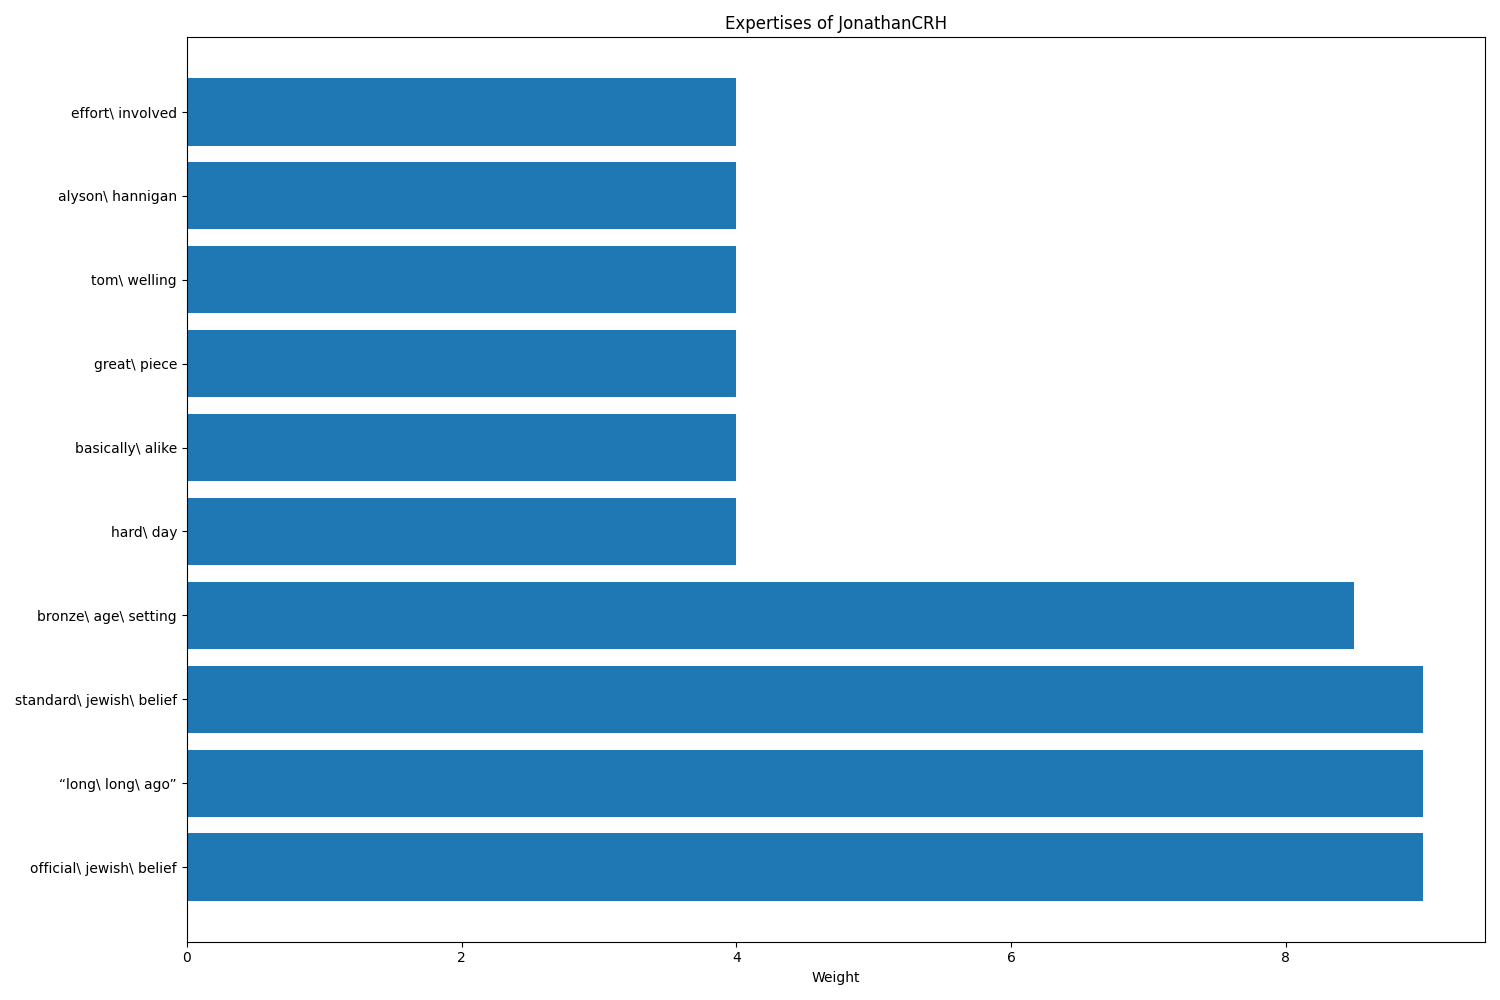 Expertises of JonathanCRH
effort\ involved
alyson\ hannigan
tom\ welling
great\ piece
basically\ alike
hard\ day
bronze\ age\ setting
standard\ jewish\ belief
“long\ long\ ago”
official\ jewish\ belief
0 2 4 6 8
Weight